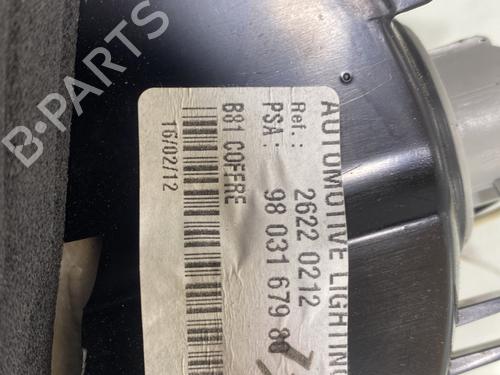 AUTOMOTIVE LIGHTING
Ref.: 2622 0212
PSA: 98 031 679 80
B81 COFFRE
16/02/12
B-PARTS